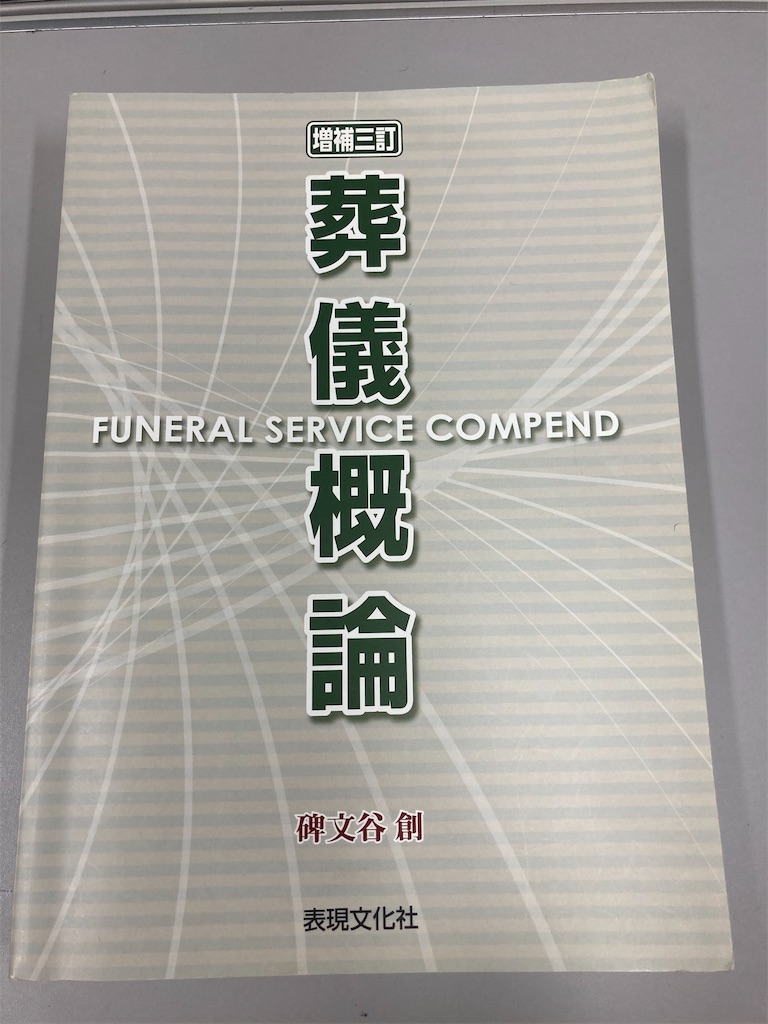 増補三訂
葬儀概論
FUNERAL SERVICE COMPEND
碑文谷 創
表現文化社